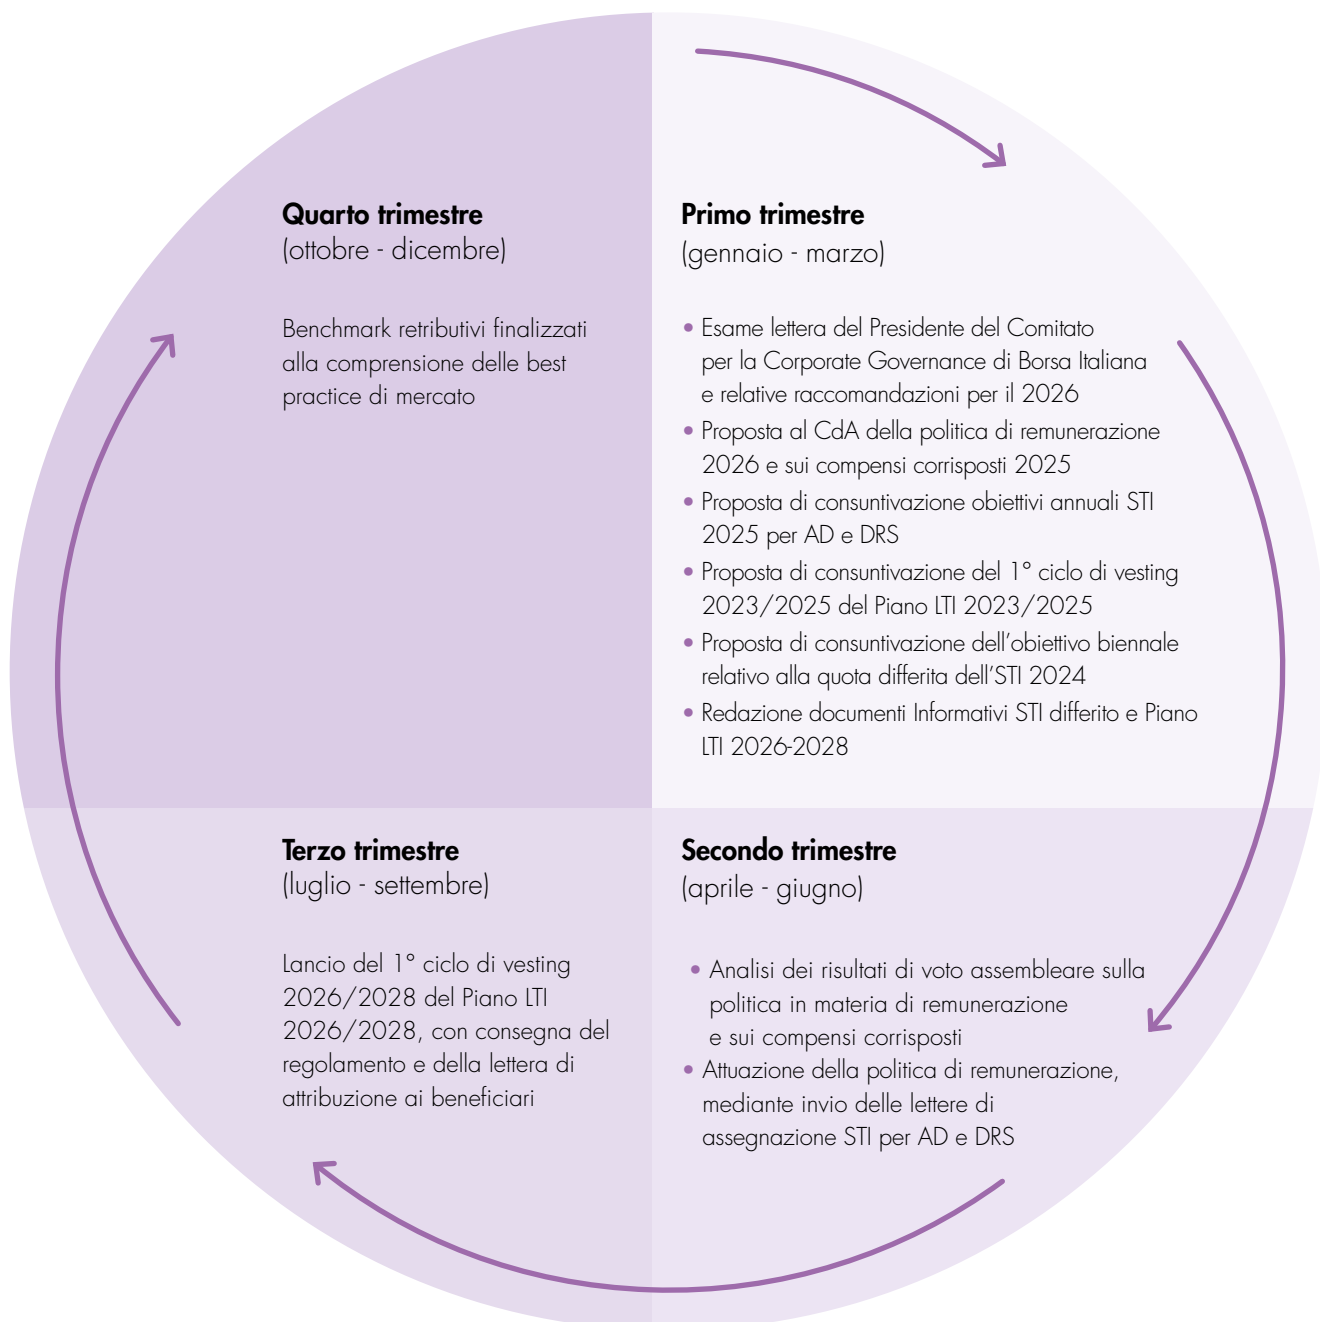 Quarto trimestre
(ottobre - dicembre)
Benchmark retributivi finalizzati
alla comprensione delle best
practice di mercato
Primo trimestre
(gennaio - marzo)
• Esame lettera del Presidente del Comitato
per la Corporate Governance di Borsa Italiana
e relative raccomandazioni per il 2026
• Proposta al CdA della politica di remunerazione
2026 e sui compensi corrisposti 2025
• Proposta di consuntivazione obiettivi annuali STI
2025 per AD e DRS
• Proposta di consuntivazione del 1° ciclo di vesting
2023/2025 del Piano LTI 2023/2025
• Proposta di consuntivazione dell'obiettivo biennale
relativo alla quota differita dell'STI 2024
• Redazione documenti Informativi STI differito e Piano
LTI 2026-2028
Terzo trimestre
(luglio - settembre)
Lancio del 1° ciclo di vesting
2026/2028 del Piano LTI
2026/2028, con consegna del
regolamento e della lettera di
attribuzione ai beneficiari
Secondo trimestre
(aprile - giugno)
• Analisi dei risultati di voto assembleare sulla
politica in materia di remunerazione
e sui compensi corrisposti
• Attuazione della politica di remunerazione,
mediante invio delle lettere di
assegnazione STI per AD e DRS